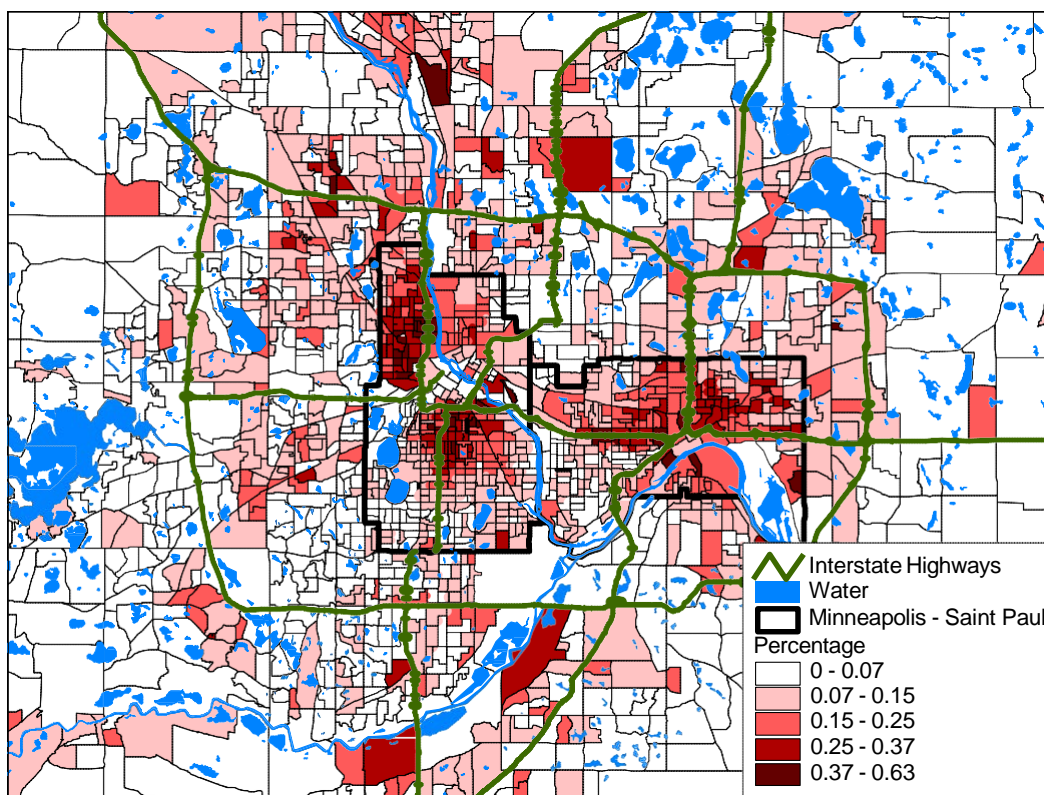 Interstate Highways
Water
Minneapolis - Saint Paul
Percentage
0 - 0.07
0.07 - 0.15
0.15 - 0.25
0.25 - 0.37
0.37 - 0.63